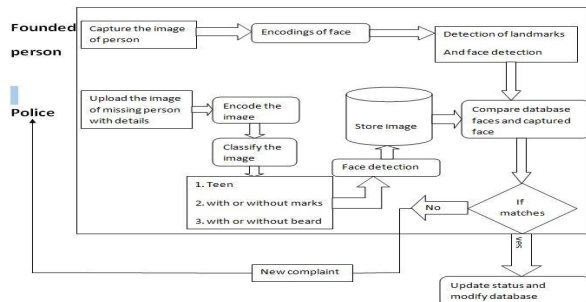 Founded
person
Capture the image
of person
Encodings of face
Detection of landmarks
And face detection
Police
Upload the image
of missing person
with details
Encode the
image
Classify the
image
1. Teen
2. with or without marks
3. with or without beard
Store image
Face detection
Compare database
faces and captured
face
If
matches
No
yes
New complaint
Update status and
modify database